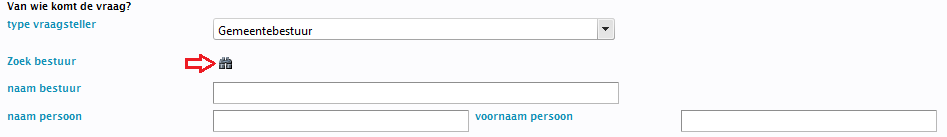 Van wie komt de vraag?
type vraagsteller Gemeentebestuur
Zoek bestuur
naam bestuur
naam persoon voornaam persoon